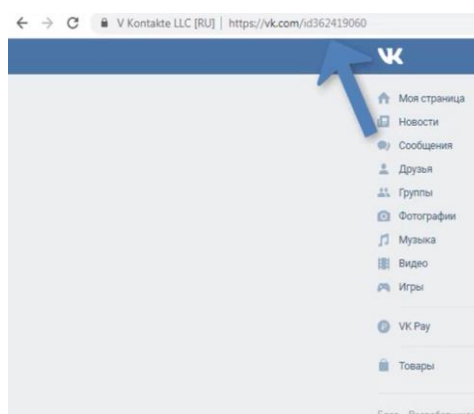 V Kontakte LLC [RU] | https://vk.com/id362419060
Моя страница
Новости
Сообщения
Друзья
Группы
Фотографии
Музыка
Видео
Игры
VK Pay
Товары